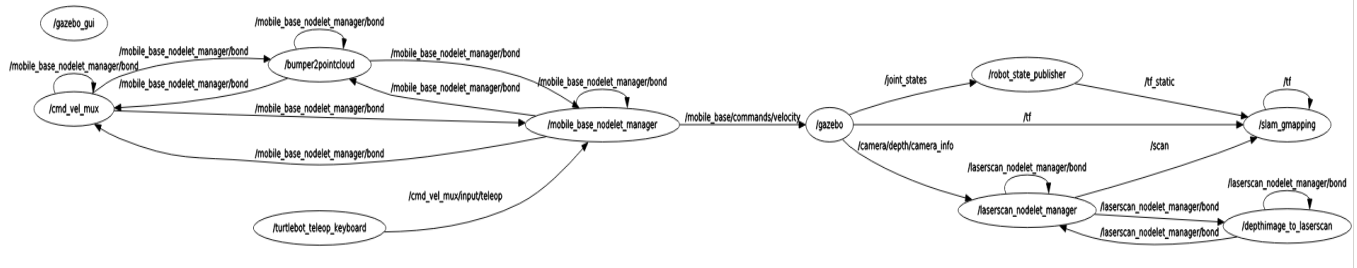 /gazebo_gui
/mobile_base_nodelet_manager/bond
/mobile_base_nodelet_manager/bond
/mobile_base_nodelet_manager/bond
/bumper2pointcloud
/mobile_base_nodelet_manager/bond
/mobile_base_nodelet_manager/bond
/mobile_base_nodelet_manager/bond
/mobile_base_nodelet_manager/bond
/mobile_base_nodelet_manager/bond
/cmd_vel_mux
/mobile_base_nodelet_manager/bond
/mobile_base_nodelet_manager
/mobile_base_nodelet_manager/bond
/cmd_vel_mux/input/teleop
/turtlebot_teleop_keyboard
/mobile_base/commands/velocity
/gazebo
/joint_states
/robot_state_publisher
/tf_static
/tf
/tf
/slam_gmapping
/camera/depth/camera_info
/scan
/laserscan_nodelet_manager/bond
/laserscan_nodelet_manager
/laserscan_nodelet_manager/bond
/laserscan_nodelet_manager/bond
/laserscan_nodelet_manager/bond
/depthimage_to_laserscan